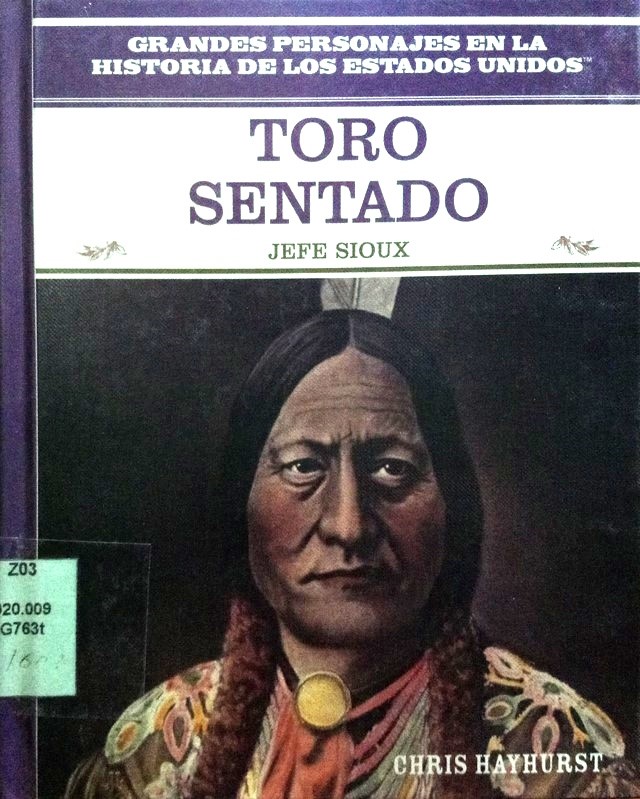 GRANDES PERSONAJES EN LA
HISTORIA DE LOS ESTADOS UNIDOS™
TORO
SENTADO
JEFE SIOUX
Z03
920.009
G763t
CHRIS HAYHURST